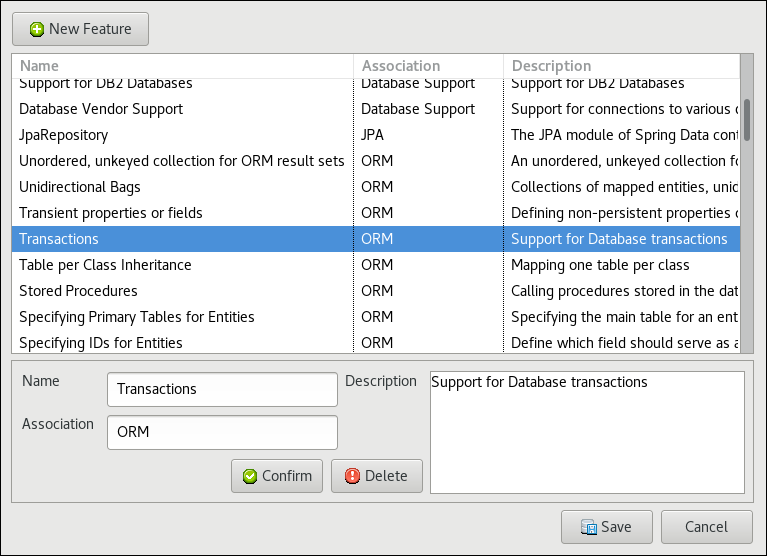 New Feature
Name Association Description
Support for DB2 Databases Database Support Support for DB2 Databases
Database Vendor Support Database Support Support for connections to various
JpaRepository JPA The JPA module of Spring Data
Unordered, unkeyed collection for ORM result sets ORM An unordered, unkeyed collection
Unidirectional Bags ORM Collections of mapped entities,
Transient properties or fields ORM Defining non-persistent properties
Transactions ORM Support for Database transactions
Table per Class Inheritance ORM Mapping one table per class
Stored Procedures ORM Calling procedures stored in the
Specifying Primary Tables for Entities ORM Specifying the main table for an
Specifying IDs for Entities ORM Define which field should serve as
Name Transactions Description Support for Database transactions
Association ORM
Confirm Delete
Save Cancel